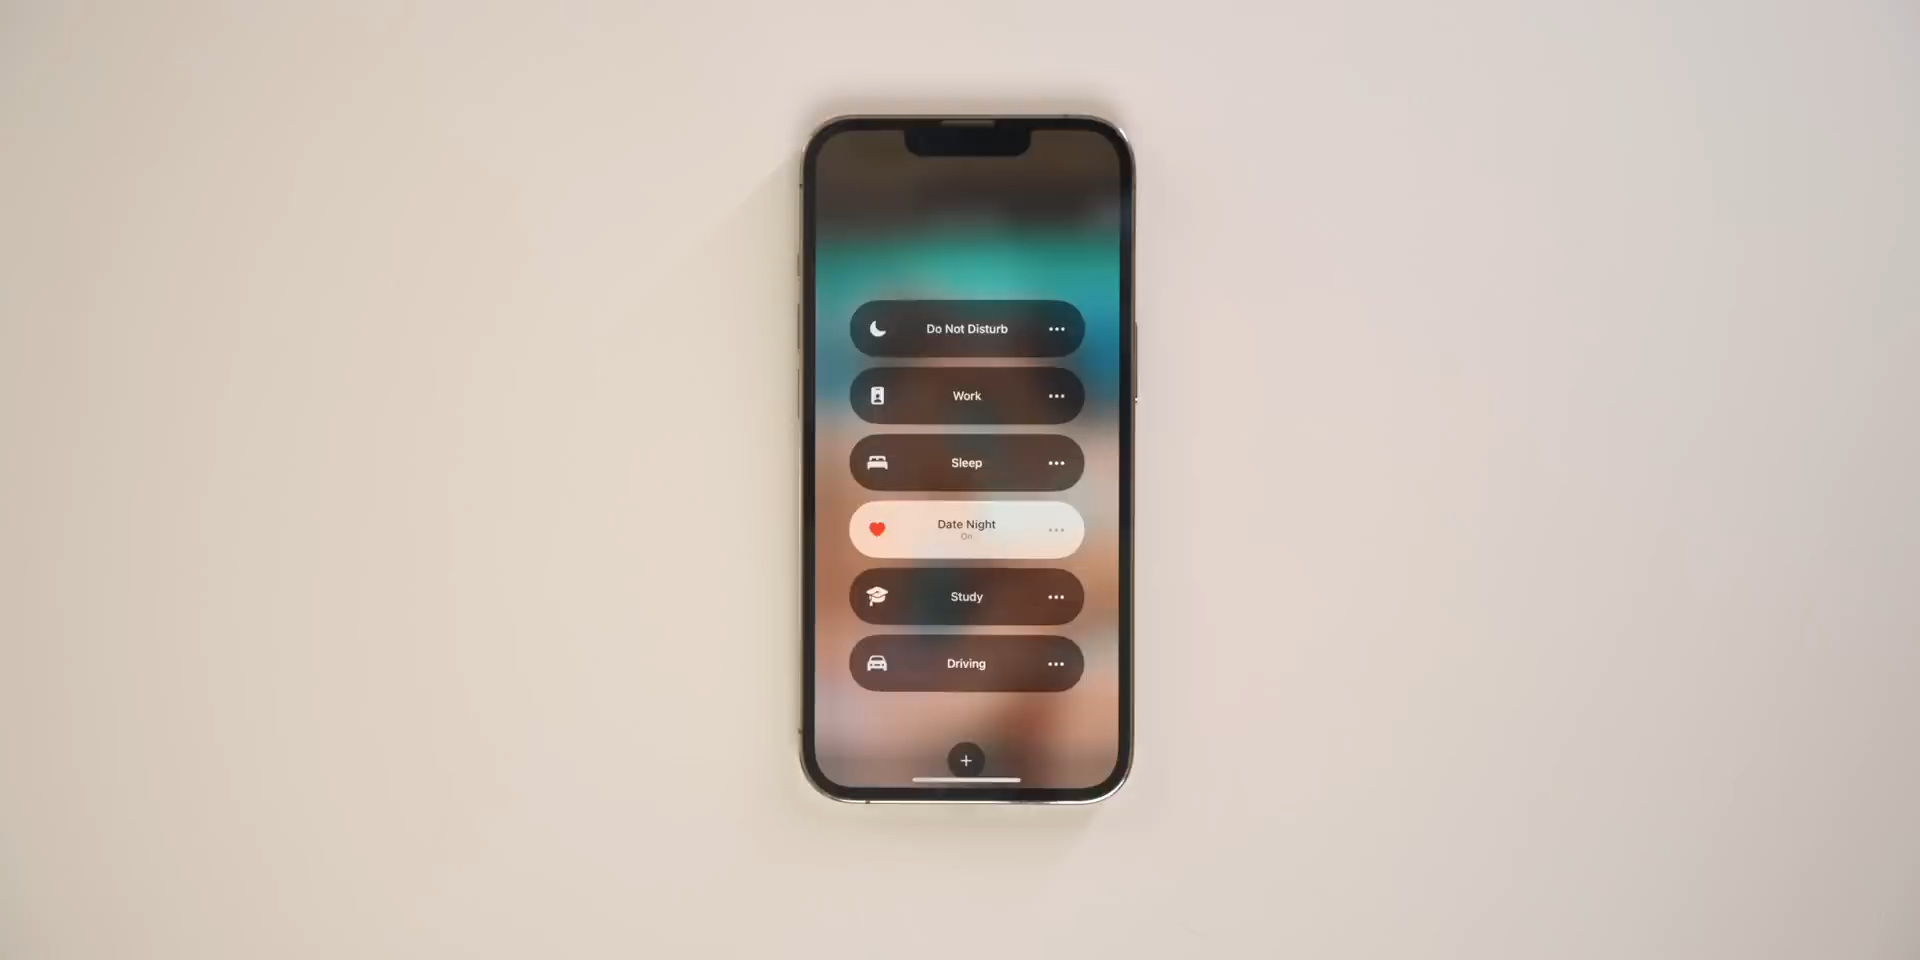 Do Not Disturb
Work
Sleep
Date Night
On
Study
Driving